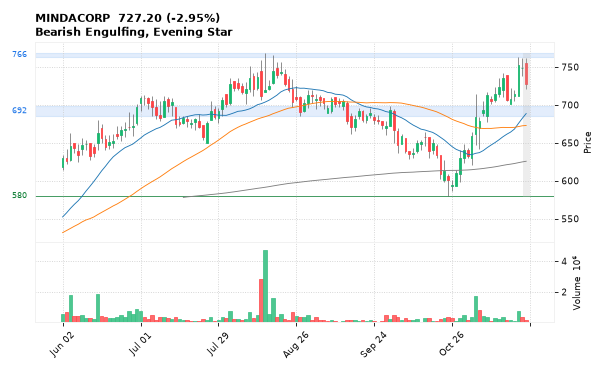 MINDACORP 727.20 (-2.95%)
Bearish Engulfing, Evening Star
766
692
580
750
700
650
600
550
Price
4
2
Volume 10⁶
Jun 02
Jul 01
Jul 29
Aug 26
Sep 24
Oct 26